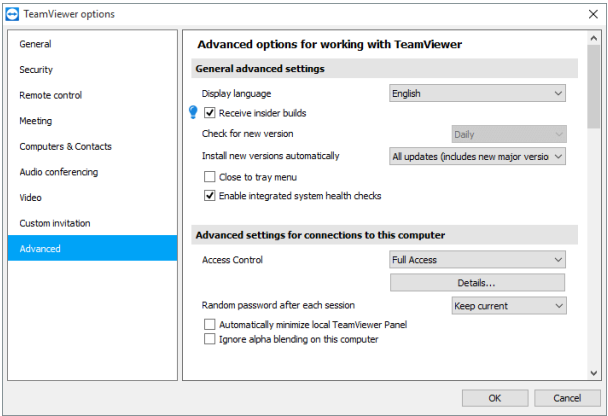 TeamViewer options
General
Security
Remote control
Meeting
Computers & Contacts
Audio conferencing
Video
Custom invitation
Advanced
Advanced options for working with TeamViewer
General advanced settings
Display language English
Receive insider builds
Check for new version Daily
Install new versions automatically All updates (includes new major versio
Close to tray menu
Enable integrated system health checks
Advanced settings for connections to this computer
Access Control Full Access
Details...
Random password after each session Keep current
Automatically minimize local TeamViewer Panel
Ignore alpha blending on this computer
OK Cancel